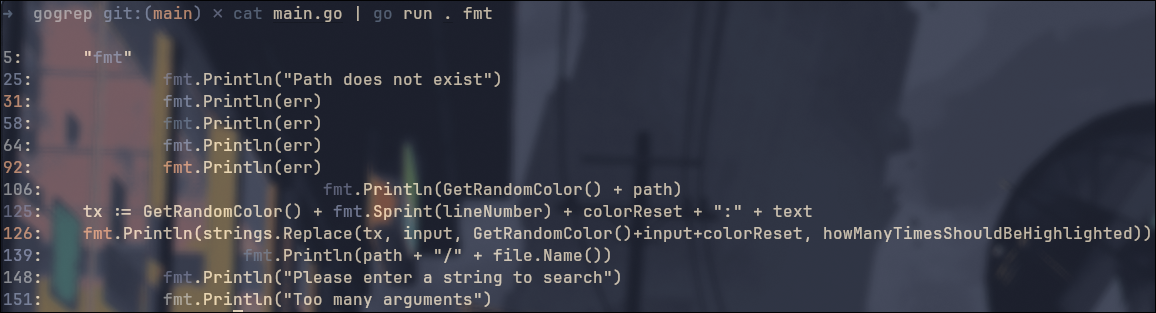 →  gogrep git:(main) ✕ cat main.go | go run . fmt
5:     "fmt"
25:             fmt.Println("Path does not exist")
31:             fmt.Println(err)
58:             fmt.Println(err)
64:             fmt.Println(err)
92:             fmt.Println(err)
106:                            fmt.Println(GetRandomColor() + path)
125:    tx := GetRandomColor() + fmt.Sprint(lineNumber) + colorReset + ":" + text
126:    fmt.Println(strings.Replace(tx, input, GetRandomColor()+input+colorReset, howManyTimesShouldBeHighlighted))
139:                    fmt.Println(path + "/" + file.Name())
148:            fmt.Println("Please enter a string to search")
151:            fmt.Println("Too many arguments")